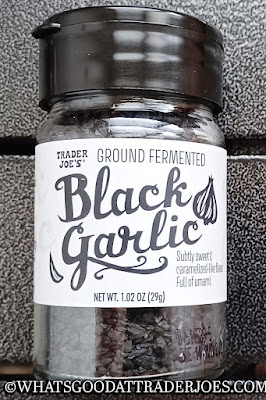 TRADER JOE'S
GROUND FERMENTED
Black
Garlic
Subtly sweet &
caramelized-like flavor.
Full of umami.
NET WT. 1.02 OZ (29g)
©WHATSGOODATTRADERJOES.COM